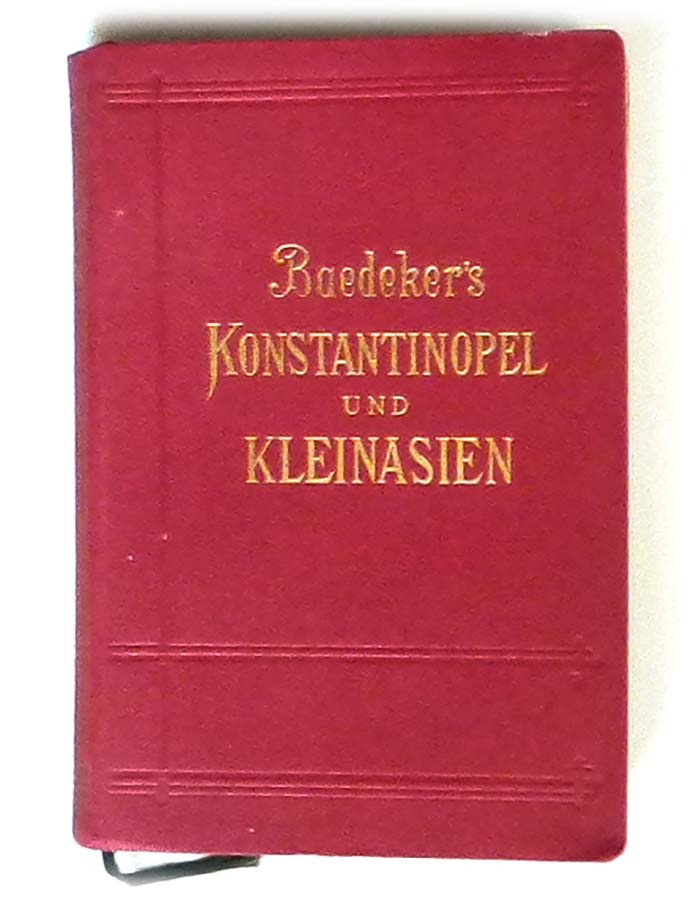 Baedeker's
KONSTANTINOPEL
UND
KLEINASIEN